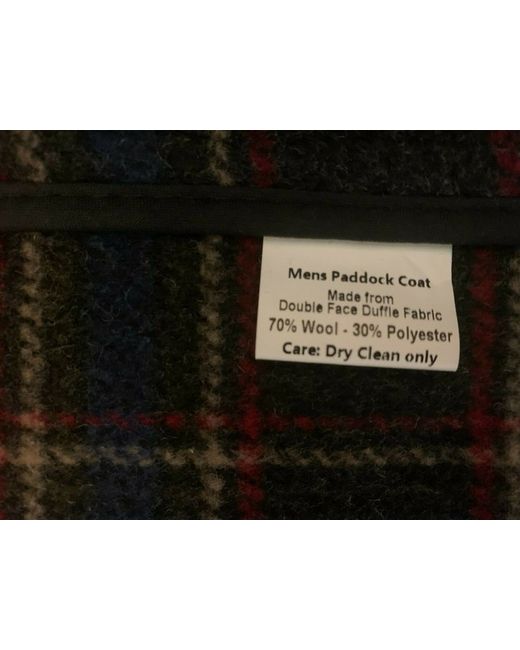 Mens Paddock Coat
Made from
Double Face Duffle Fabric
70% Wool - 30% Polyester
Care: Dry Clean only